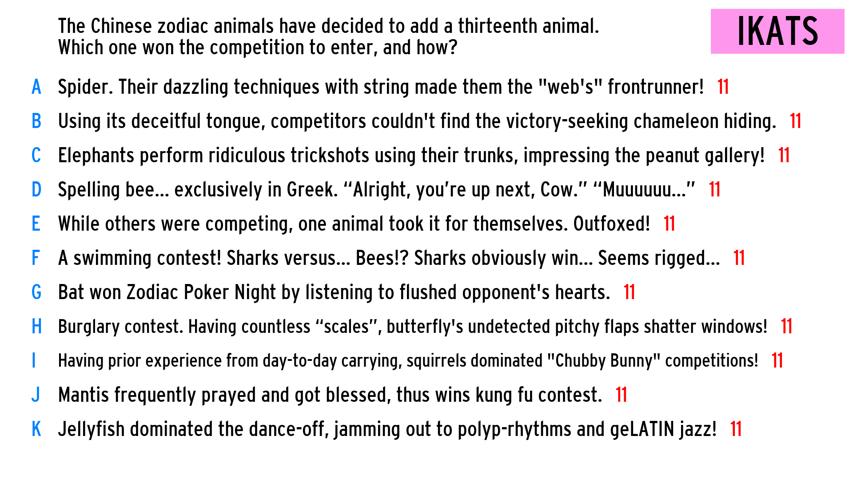 The Chinese zodiac animals have decided to add a thirteenth animal.
Which one won the competition to enter, and how?
IKATS
A Spider. Their dazzling techniques with string made them the "web's" frontrunner! 11
B Using its deceitful tongue, competitors couldn't find the victory-seeking chameleon hiding. 11
C Elephants perform ridiculous trickshots using their trunks, impressing the peanut gallery! 11
D Spelling bee... exclusively in Greek. “Alright, you’re up next, Cow.” “Muuuuuu...” 11
E While others were competing, one animal took it for themselves. Outfoxed! 11
F A swimming contest! Sharks versus... Bees!? Sharks obviously win... Seems rigged... 11
G Bat won Zodiac Poker Night by listening to flushed opponent's hearts. 11
H Burglary contest. Having countless “scales”, butterfly's undetected pitchy flaps shatter windows! 11
I Having prior experience from day-to-day carrying, squirrels dominated "Chubby Bunny" competitions! 11
J Mantis frequently prayed and got blessed, thus wins kung fu contest. 11
K Jellyfish dominated the dance-off, jamming out to polyp-rhythms and geLATIN jazz! 11